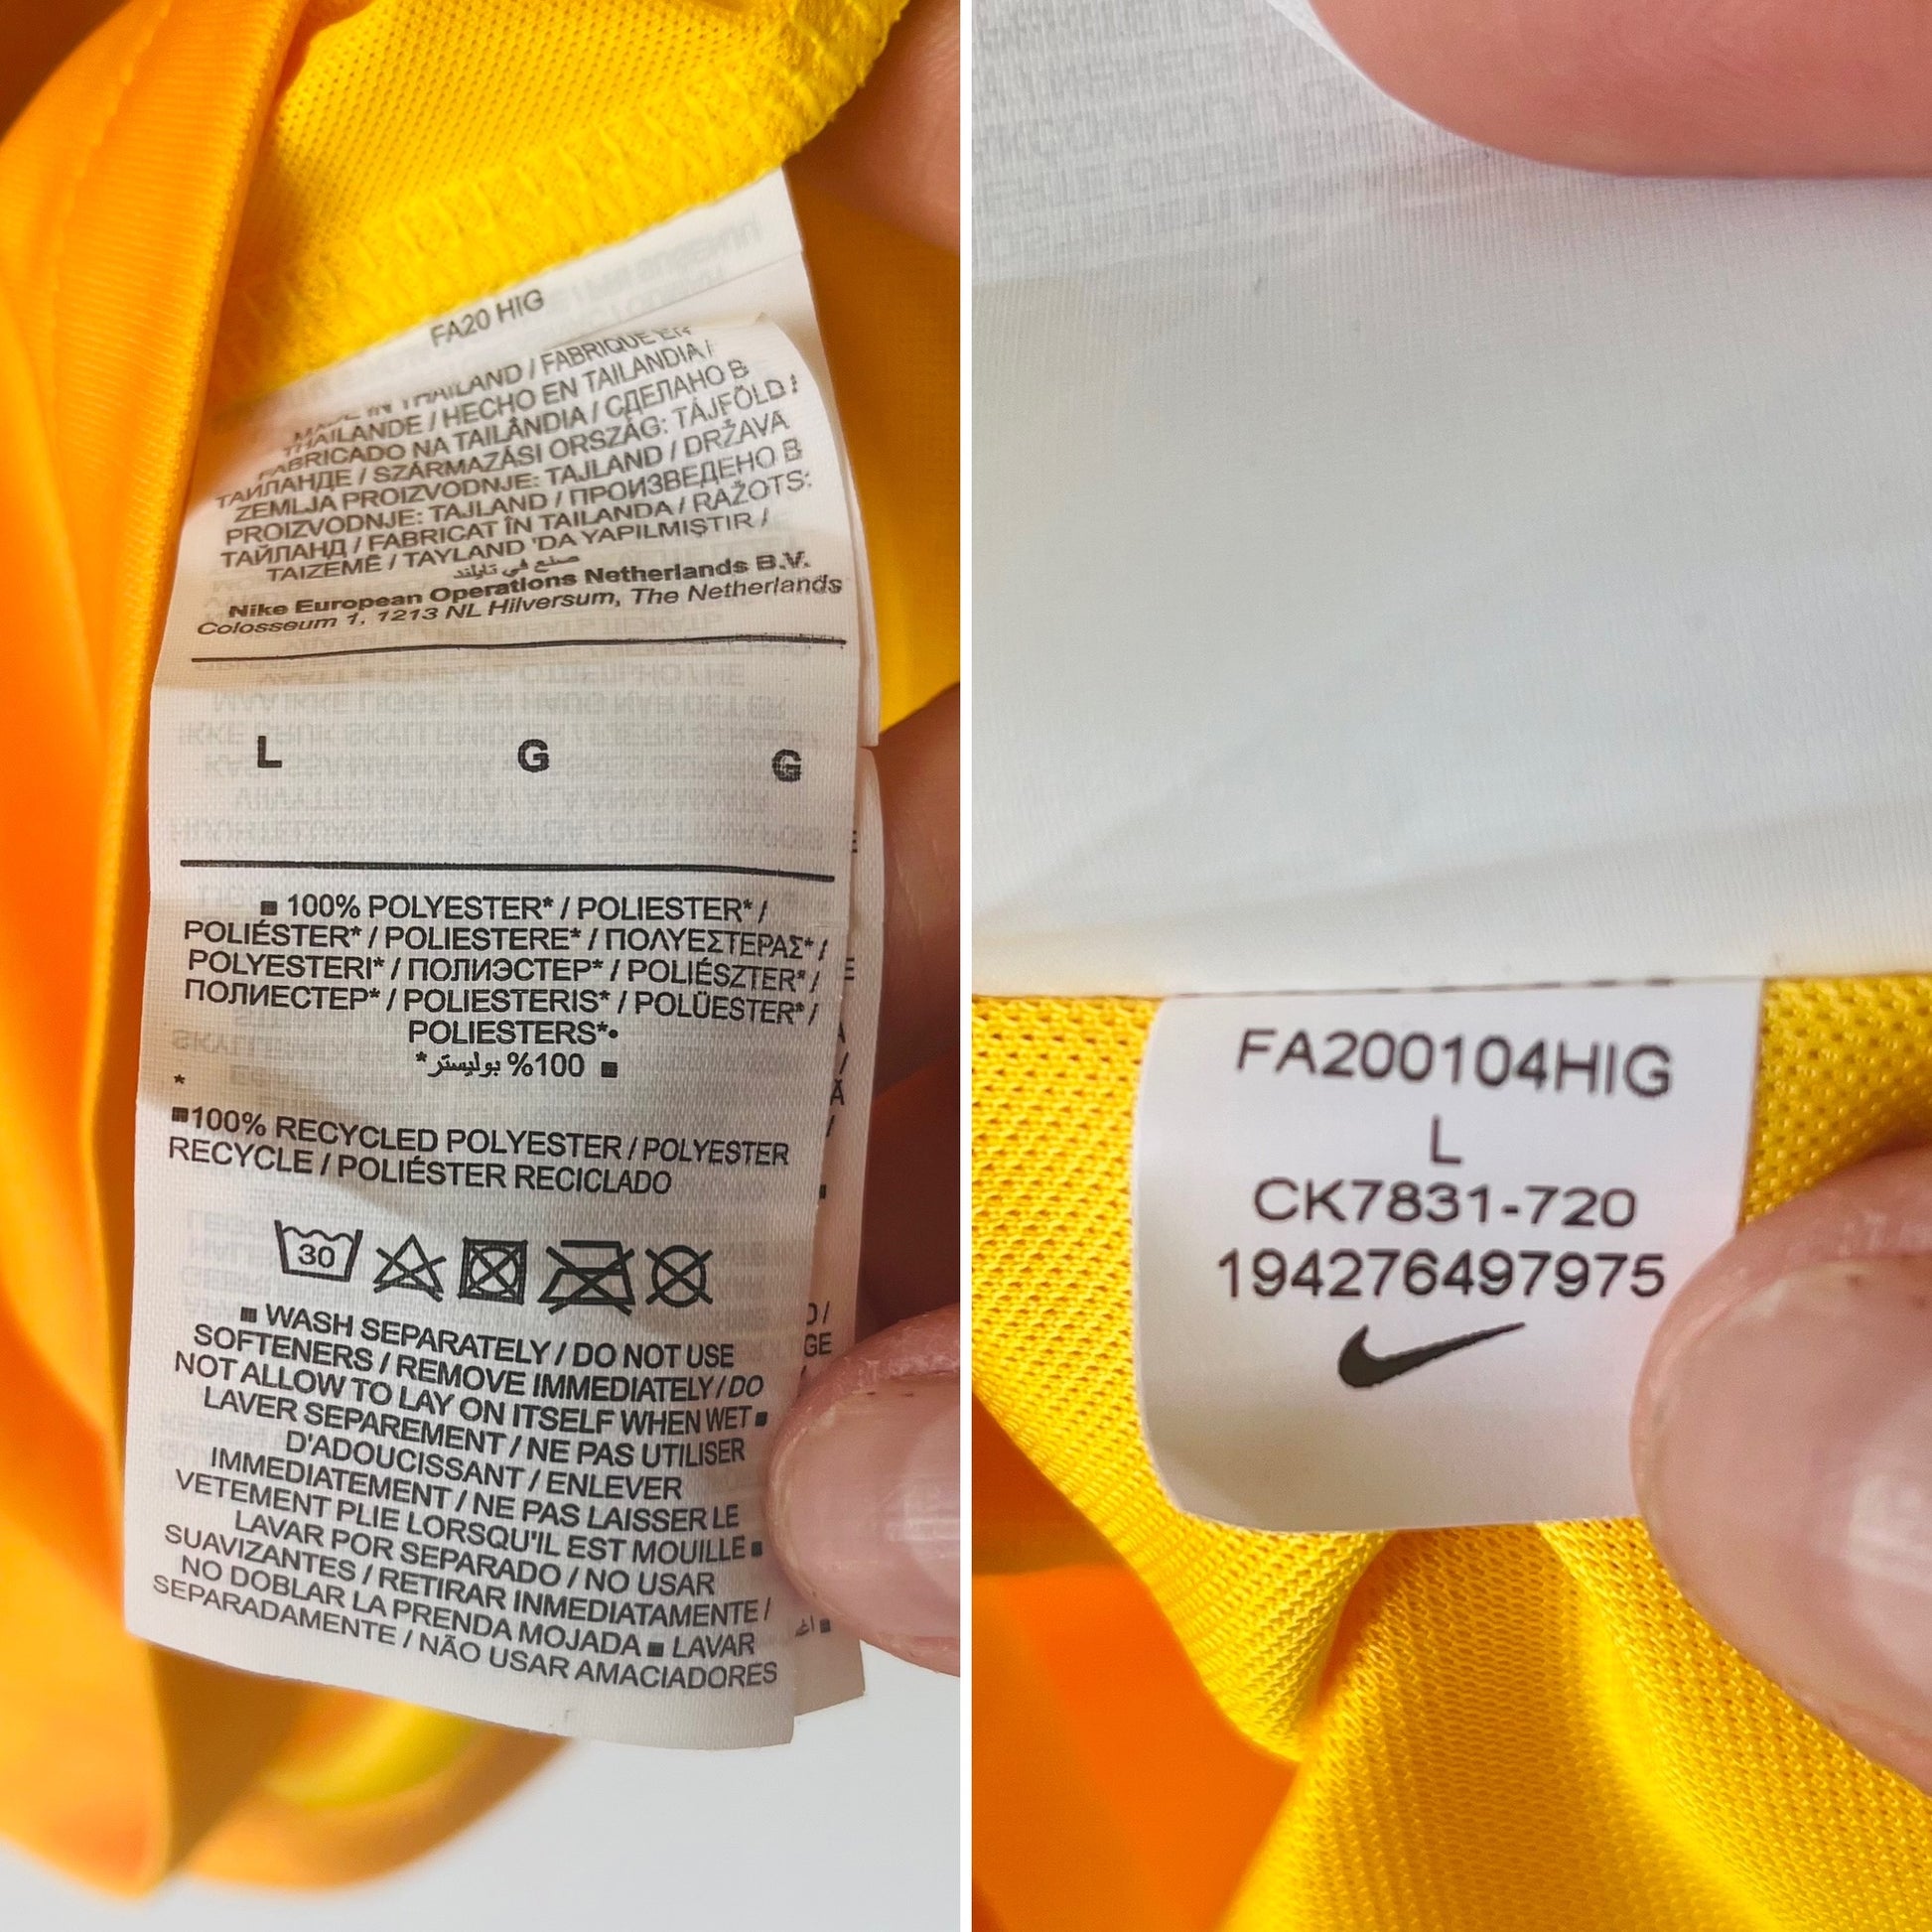 FA20 HIG
MADE IN THAILAND / FABRIQUE EN
THAILANDE / HECHO EN TAILANDIA /
FABRICADO NA TAILÂNDIA / СДЕЛАНО В
ТАИЛАНДЕ / SZÁRMAZÁSI ORSZÁG: TÁJFÖLD /
ZEMLJA PROIZVODNJE: TAJLAND / DRŽAVA
PROIZVODNJE: TAJLAND / ПРОИЗВЕДЕНО В
ТАЙЛАНД / FABRICAT ÎN TAILANDA / RAŽOTS:
TAIZEMĒ / TAYLAND 'DA YAPILMIŞTIR /
صنع في تايلند
Nike European Operations Netherlands B.V.
Colosseum 1, 1213 NL Hilversum, The Netherlands
L G G
■ 100% POLYESTER* / POLIESTER* /
POLIÉSTER* / POLIESTERE* / ΠΟΛΥΕΣΤΕΡΑΣ* /
POLYESTERI* / ПОЛИЭСТЕР* / POLIÉSZTER* /
ПОЛИЕСТЕР* / POLIESTERIS* / POLÜESTER* /
POLIESTERS*•
■ 100% بوليستر*
*
■100% RECYCLED POLYESTER / POLYESTER
RECYCLE / POLIÉSTER RECICLADO
30
■ WASH SEPARATELY / DO NOT USE
SOFTENERS / REMOVE IMMEDIATELY / DO
NOT ALLOW TO LAY ON ITSELF WHEN WET ■
LAVER SEPAREMENT / NE PAS UTILISER
D'ADOUCISSANT / ENLEVER
IMMEDIATEMENT / NE PAS LAISSER LE
VETEMENT PLIE LORSQU'IL EST MOUILLE ■
LAVAR POR SEPARADO / NO USAR
SUAVIZANTES / RETIRAR INMEDIATAMENTE /
NO DOBLAR LA PRENDA MOJADA ■ LAVAR
SEPARADAMENTE / NÃO USAR AMACIADORES
FA200104HIG
L
CK7831-720
194276497975